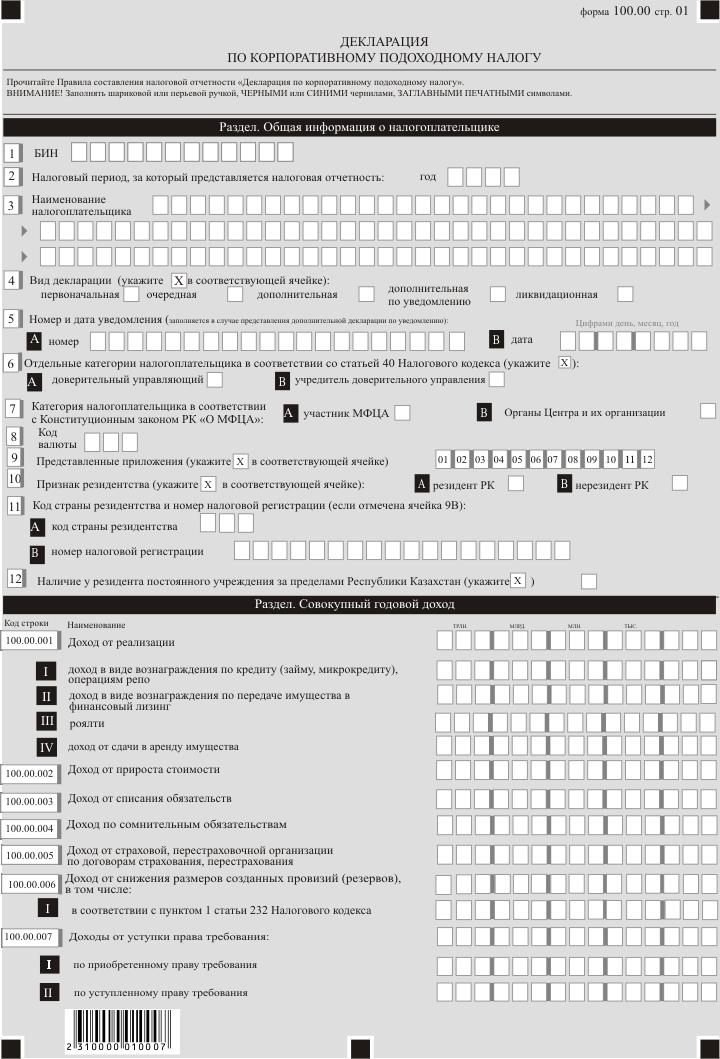 форма 100.00 стр. 01
ДЕКЛАРАЦИЯ
ПО КОРПОРАТИВНОМУ ПОДОХОДНОМУ НАЛОГУ
Прочитайте Правила составления налоговой отчетности «Декларация по корпоративному подоходному налогу».
ВНИМАНИЕ! Заполнять шариковой или перьевой ручкой, ЧЕРНЫМИ или СИНИМИ чернилами, ЗАГЛАВНЫМИ ПЕЧАТНЫМИ символами.
Раздел. Общая информация о налогоплательщике
1 БИН
2 Налоговый период, за который представляется налоговая отчетность: год
3 Наименование
налогоплательщика
4 Вид декларации (укажите X в соответствующей ячейке):
первоначальная очередная дополнительная дополнительная
по уведомлению ликвидационная
5 Номер и дата уведомления (заполняется в случае представления дополнительной декларации по уведомлению):
Цифрами день, месяц, год
A номер B дата
6 Отдельные категории налогоплательщика в соответствии со статьей 40 Налогового кодекса (укажите X ):
A доверительный управляющий B учредитель доверительного управления
7 Категория налогоплательщика в соответствии
с Конституционным законом РК «О МФЦА»: A участник МФЦА B Органы Центра и их организации
8 Код
валюты
9 Представленные приложения (укажите X в соответствующей ячейке) 01 02 03 04 05 06 07 08 09 10 11 12
10 Признак резидентства (укажите X в соответствующей ячейке): A резидент РК B нерезидент РК
11 Код страны резидентства и номер налоговой регистрации (если отмечена ячейка 9В):
A код страны резидентства
B номер налоговой регистрации
12 Наличие у резидента постоянного учреждения за пределами Республики Казахстан (укажите X )
Раздел. Совокупный годовой доход
Код строки Наименование ТРЛН. МЛРД. МЛН. ТЫС.
100.00.001 Доход от реализации
I доход в виде вознаграждения по кредиту (займу, микрокредиту),
операциям репо
II доход в виде вознаграждения по передаче имущества в
финансовый лизинг
III роялти
IV доход от сдачи в аренду имущества
100.00.002 Доход от прироста стоимости
100.00.003 Доход от списания обязательств
100.00.004 Доход по сомнительным обязательствам
100.00.005 Доход от страховой, перестраховочной организации
по договорам страхования, перестрахования
100.00.006 Доход от снижения размеров созданных провизий (резервов),
в том числе:
I в соответствии с пунктом 1 статьи 232 Налогового кодекса
100.00.007 Доходы от уступки права требования:
I по приобретенному праву требования
II по уступленному праву требования
2 310000 010007